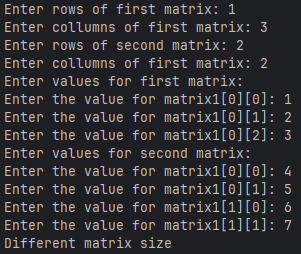 Enter rows of first matrix: 1
Enter collumns of first matrix: 3
Enter rows of second matrix: 2
Enter collumns of first matrix: 2
Enter values for first matrix:
Enter the value for matrix1[0][0]: 1
Enter the value for matrix1[0][1]: 2
Enter the value for matrix1[0][2]: 3
Enter values for second matrix:
Enter the value for matrix1[0][0]: 4
Enter the value for matrix1[0][1]: 5
Enter the value for matrix1[1][0]: 6
Enter the value for matrix1[1][1]: 7
Different matrix size